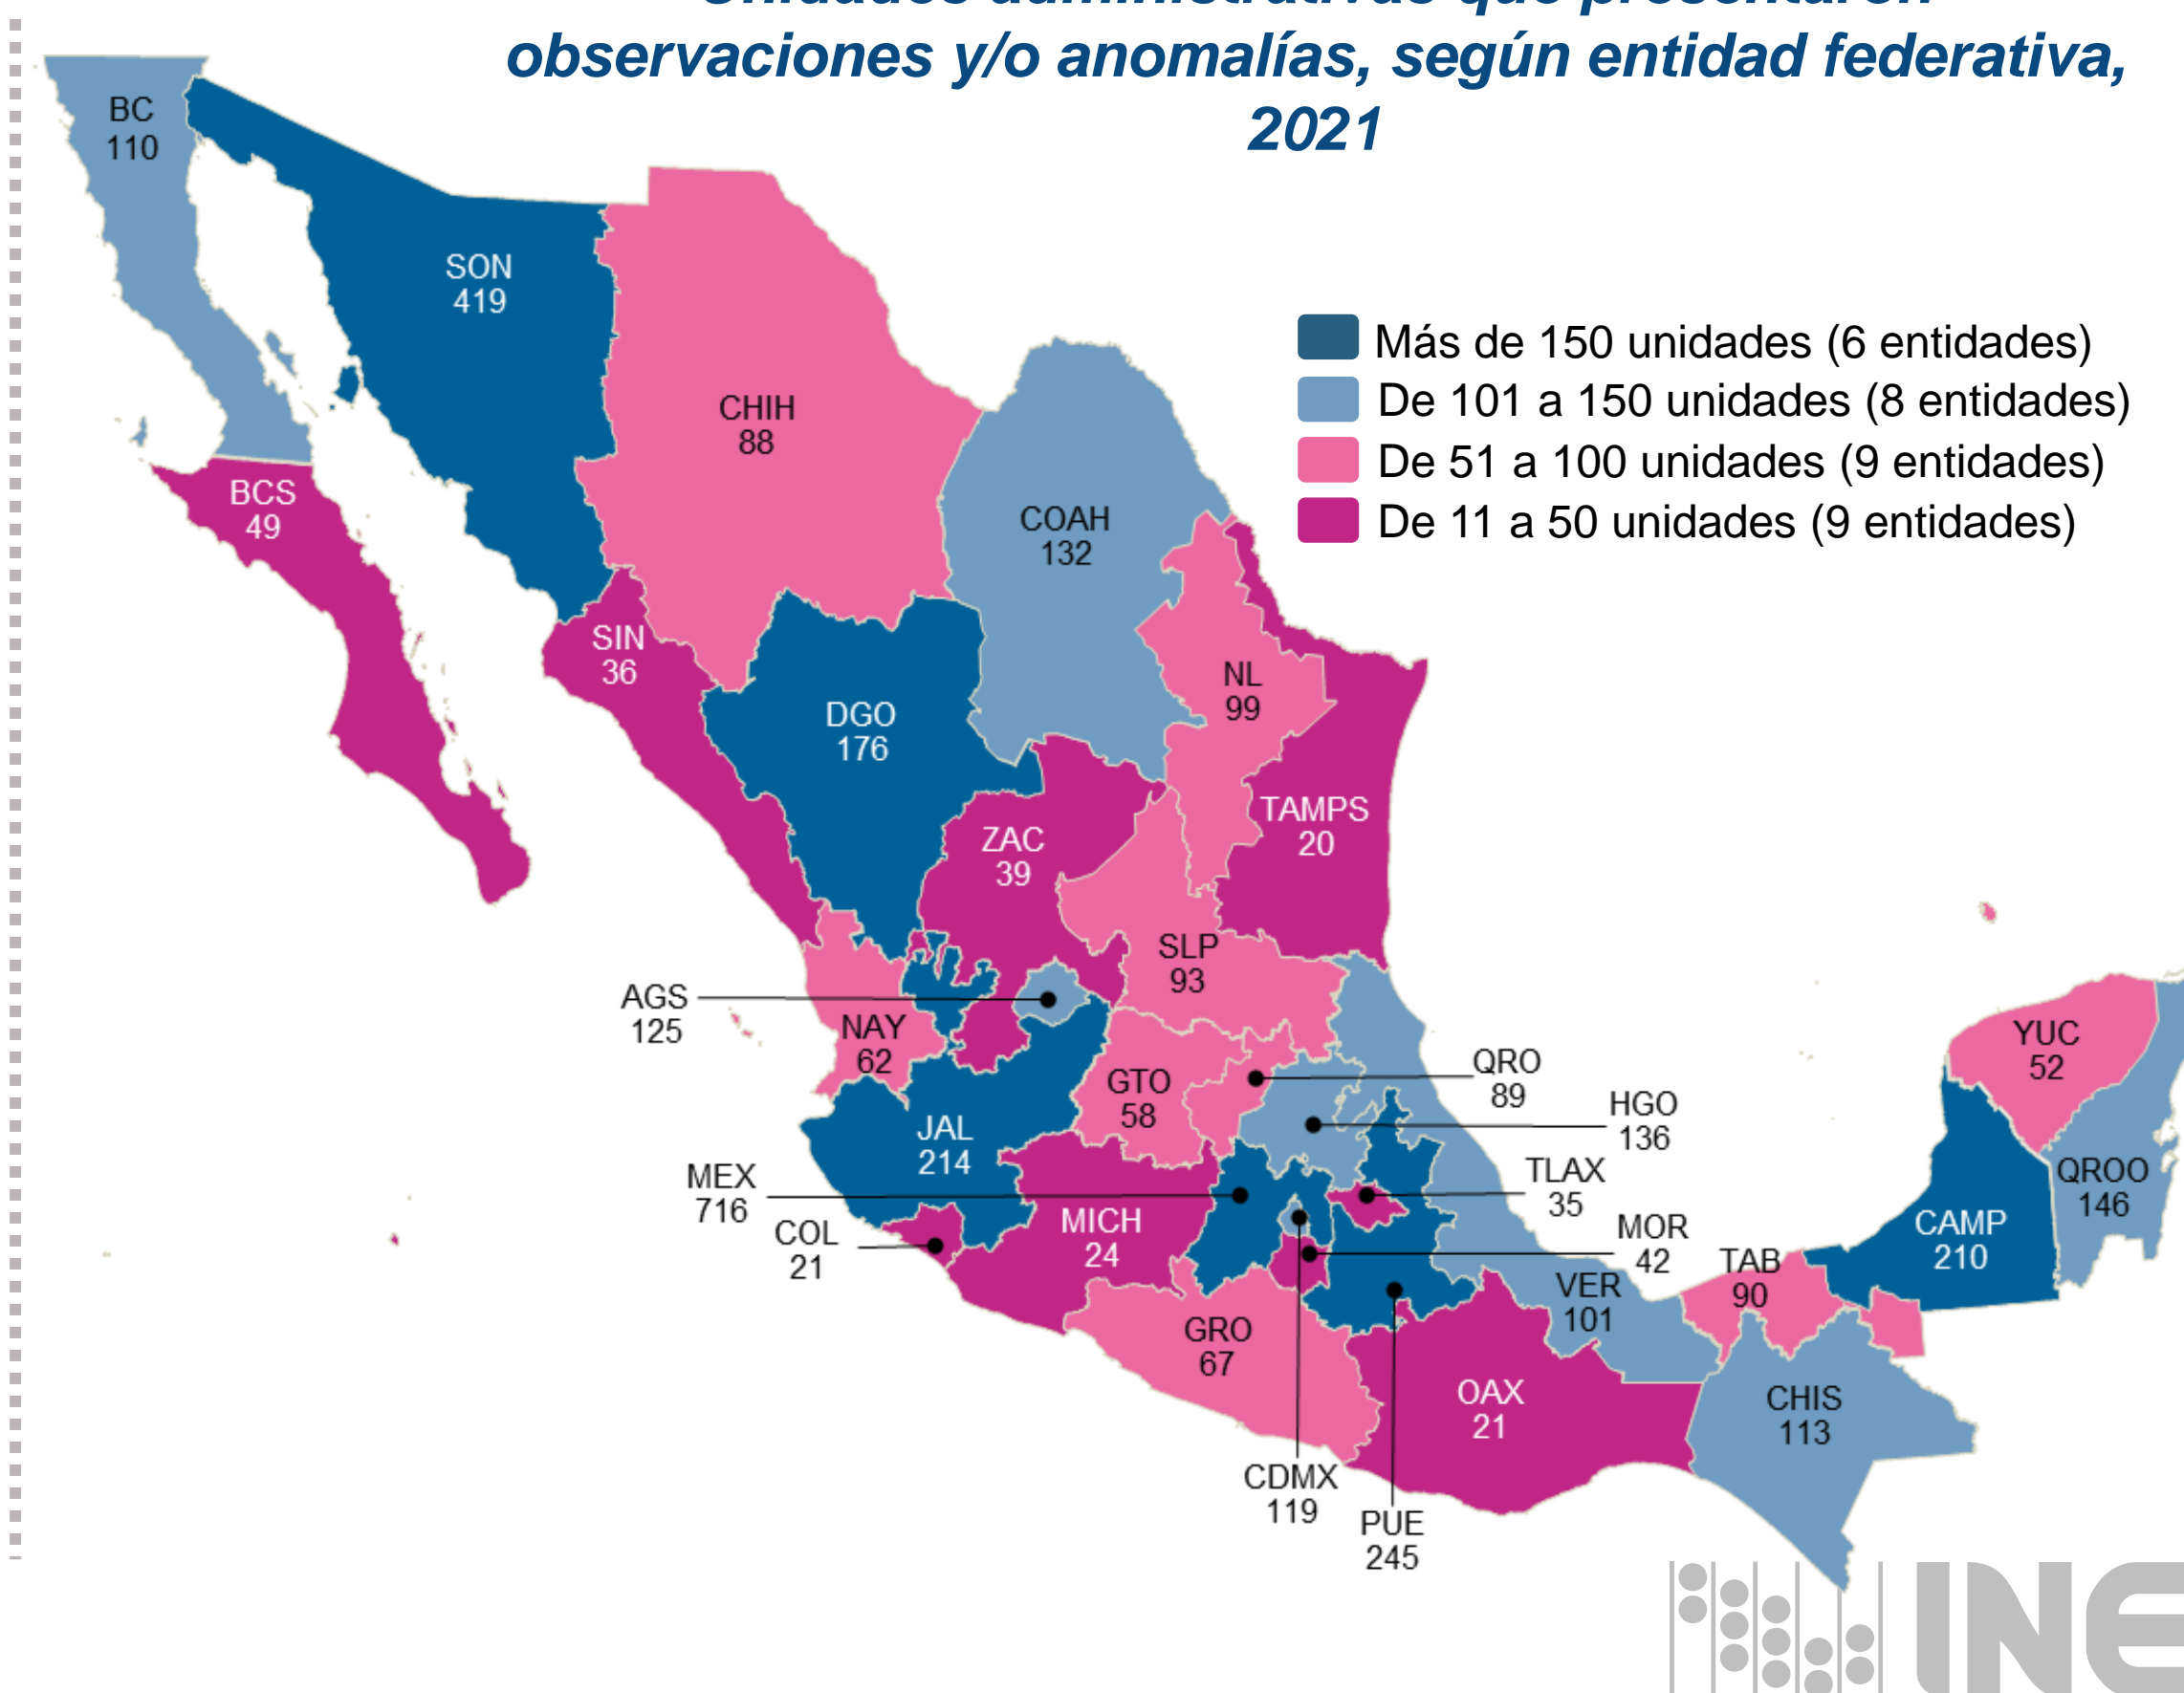 Unidades administrativas que presentaron
observaciones y/o anomalías, según entidad federativa,
2021
BC
110
SON
419
Más de 150 unidades (6 entidades)
De 101 a 150 unidades (8 entidades)
De 51 a 100 unidades (9 entidades)
De 11 a 50 unidades (9 entidades)
CHIH
88
BCS
49
COAH
132
SIN
36
NL
99
DGO
176
TAMPS
20
ZAC
39
SLP
93
AGS
125
NAY
62
YUC
52
QRO
89
GTO
58
HGO
136
JAL
214
MEX
716
TLAX
35
QROO
146
COL
21
MICH
24
MOR
42
CAMP
210
TAB
90
VER
101
GRO
67
OAX
21
CHIS
113
CDMX
119
PUE
245
INE